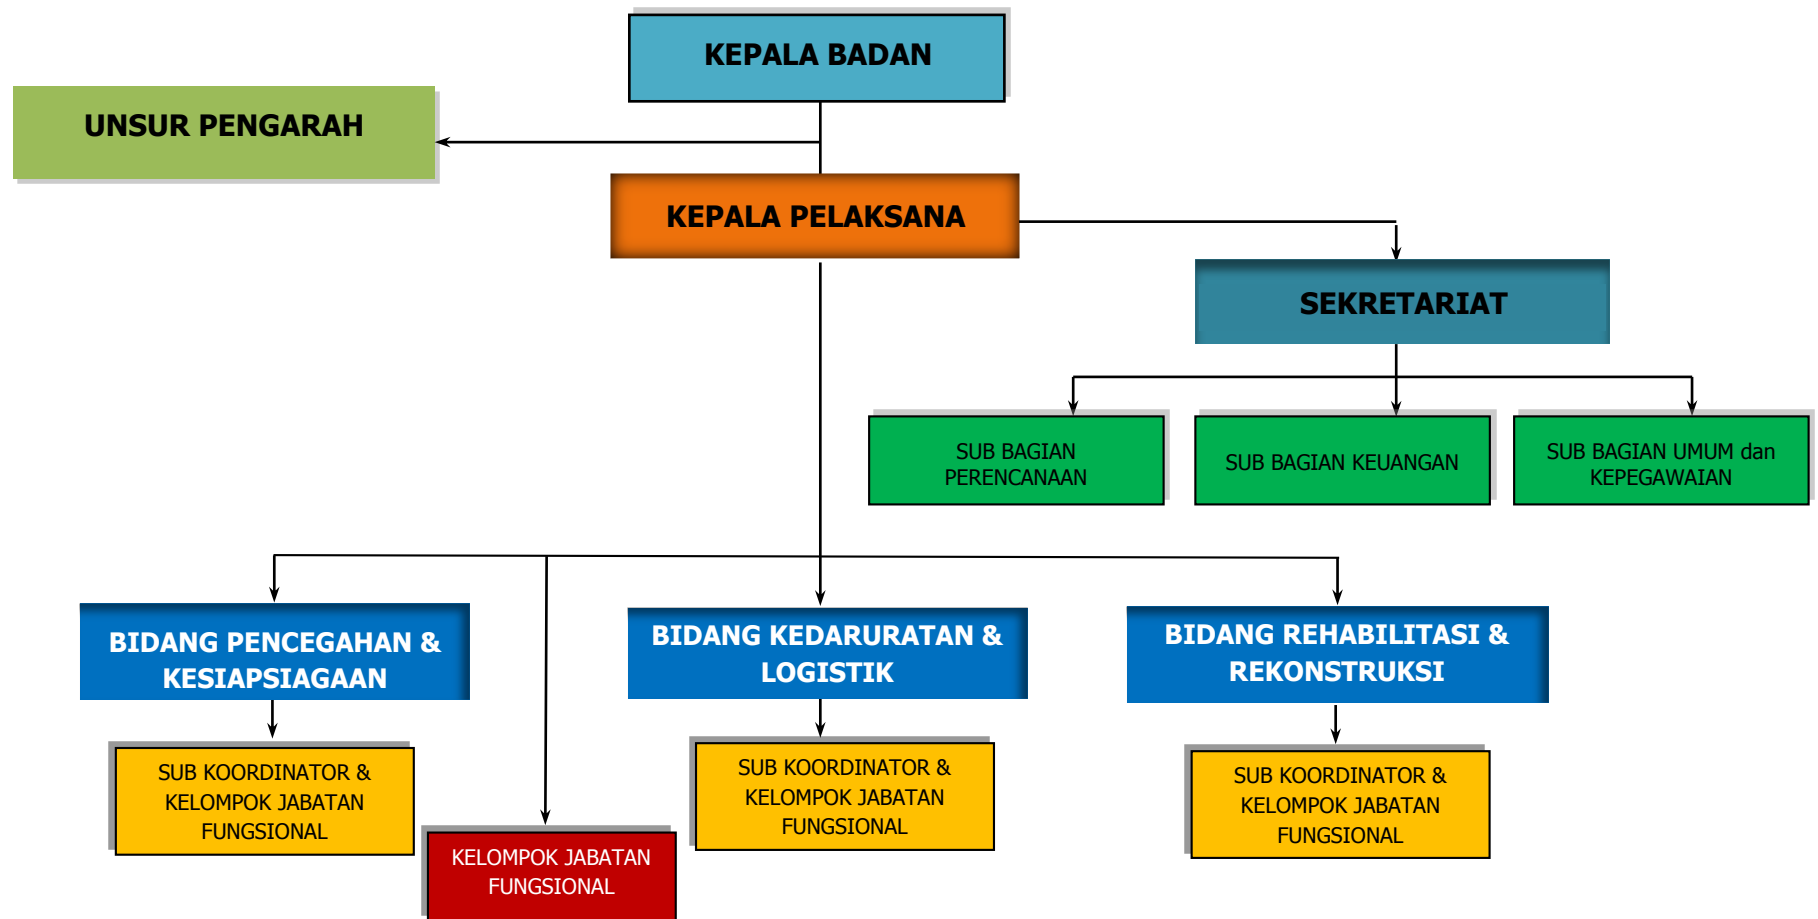 KEPALA BADAN
UNSUR PENGARAH
KEPALA PELAKSANA
SEKRETARIAT
SUB BAGIAN
PERENCANAAN
SUB BAGIAN KEUANGAN
SUB BAGIAN UMUM dan
KEPEGAWAIAN
BIDANG PENCEGAHAN &
KESIAPSIAGAAN
BIDANG KEDARURATAN &
LOGISTIK
BIDANG REHABILITASI &
REKONSTRUKSI
SUB KOORDINATOR &
KELOMPOK JABATAN
FUNGSIONAL
KELOMPOK JABATAN
FUNGSIONAL
SUB KOORDINATOR &
KELOMPOK JABATAN
FUNGSIONAL
SUB KOORDINATOR &
KELOMPOK JABATAN
FUNGSIONAL